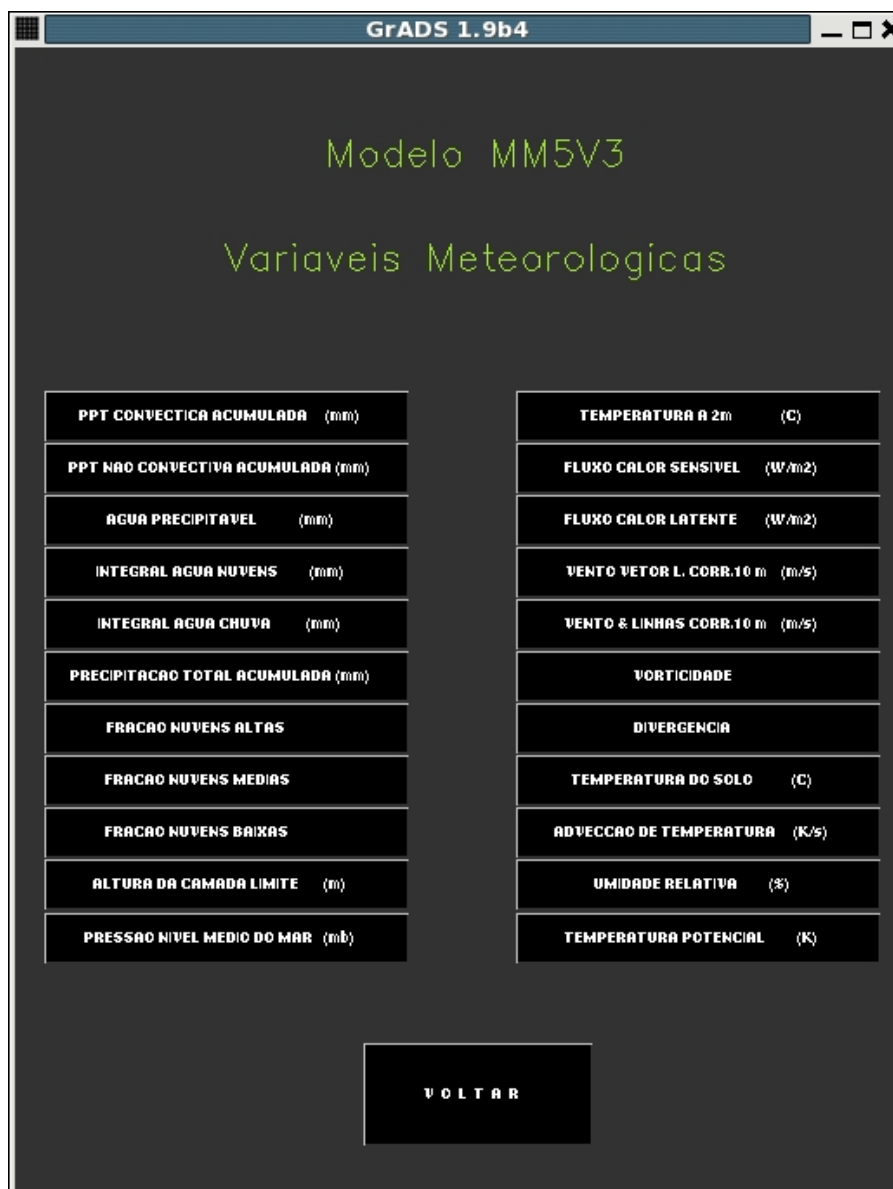 GrADS 1.9b4
Modelo MM5V3
Variaveis Meteorologicas
PPT CONVECTICA ACUMULADA (mm)
PPT NAO CONVECTIVA ACUMULADA (mm)
AGUA PRECIPITAVEL (mm)
INTEGRAL AGUA NUVENS (mm)
INTEGRAL AGUA CHUVA (mm)
PRECIPITACAO TOTAL ACUMULADA (mm)
FRACAO NUVENS ALTAS
FRACAO NUVENS MEDIAS
FRACAO NUVENS BAIXAS
ALTURA DA CAMADA LIMITE (m)
PRESSAO NIVEL MEDIO DO MAR (mb)
TEMPERATURA A 2m (C)
FLUXO CALOR SENSIVEL (W/m2)
FLUXO CALOR LATENTE (W/m2)
VENTO VETOR L. CORR.10 m (m/s)
VENTO & LINHAS CORR.10 m (m/s)
VORTICIDADE
DIVERGENCIA
TEMPERATURA DO SOLO (C)
ADVECCAO DE TEMPERATURA (K/s)
UMIDADE RELATIVA (%)
TEMPERATURA POTENCIAL (K)
VOLTAR